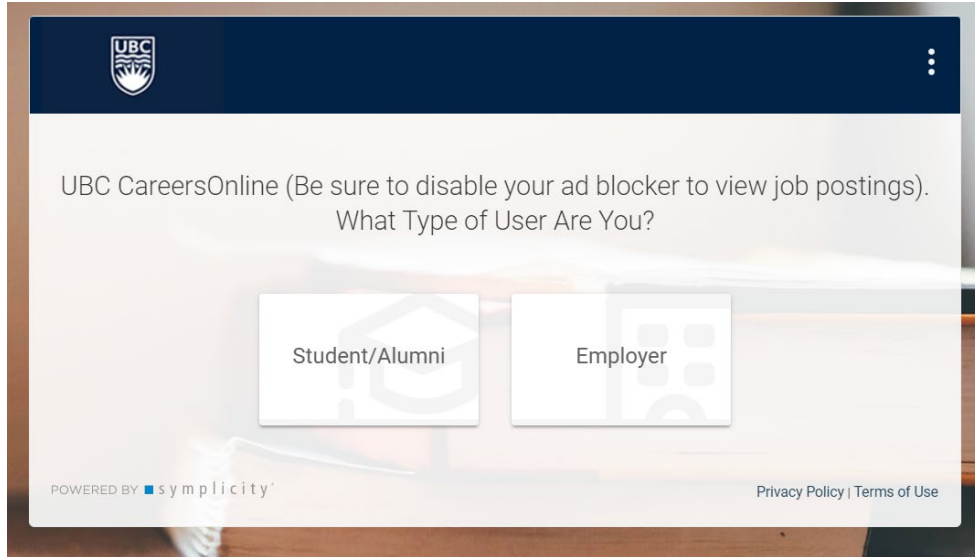 UBC
UBC CareersOnline (Be sure to disable your ad blocker to view job postings).
What Type of User Are You?
Student/Alumni
Employer
POWERED BY symplicity
Privacy Policy | Terms of Use